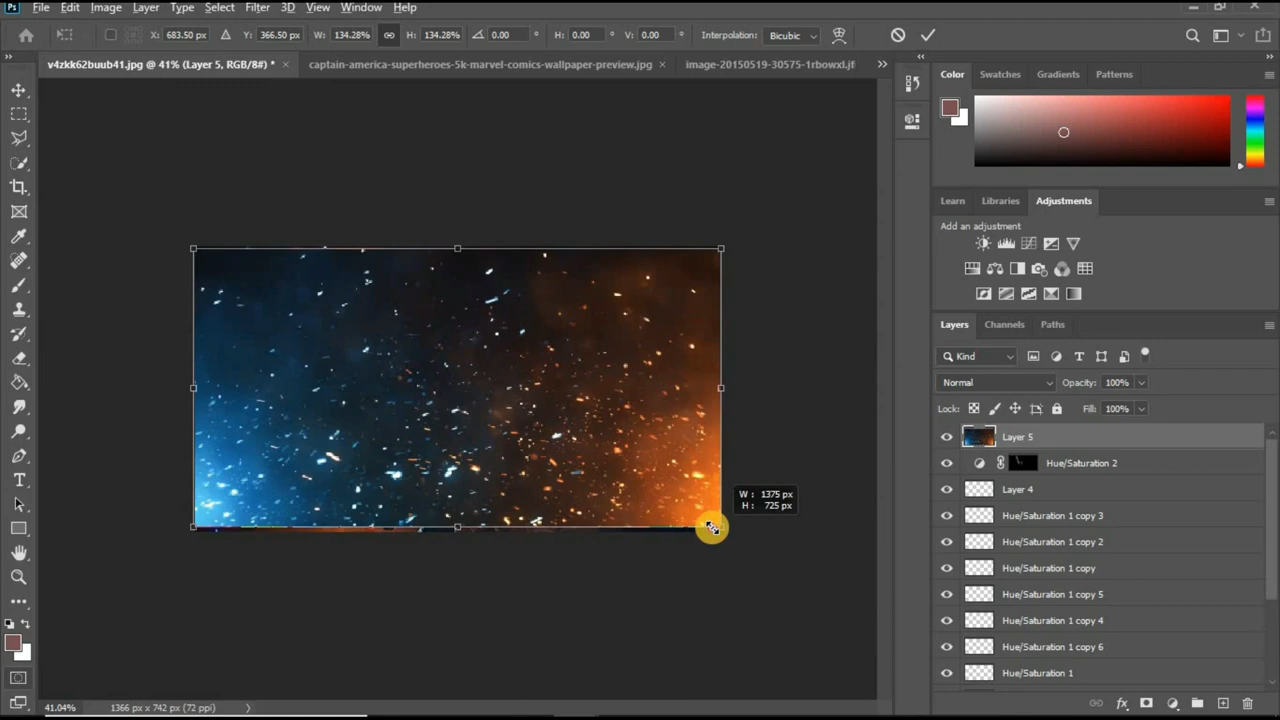 Ps File Edit Image Layer Type Select Filter 3D View Window Help
X: 683.50 px Y: 366.50 px W: 134.28% H: 134.28% 0.00 ° H: 0.00 ° V: 0.00 ° Interpolation: Bicubic
v4zkk62buub41.jpg @ 41% (Layer 5, RGB/8#) * × captain-america-superheroes-5k-marvel-comics-wallpaper-preview.jpg × image-20150519-30575-1rbowxl.jf
Color Swatches Gradients Patterns
Learn Libraries Adjustments
Add an adjustment
Layers Channels Paths
Kind
Normal Opacity: 100%
Lock: Fill: 100%
Layer 5
Hue/Saturation 2
Layer 4
Hue/Saturation 1 copy 3
Hue/Saturation 1 copy 2
Hue/Saturation 1 copy
Hue/Saturation 1 copy 5
Hue/Saturation 1 copy 4
Hue/Saturation 1 copy 6
Hue/Saturation 1
W : 1375 px
H : 725 px
41.04% 1366 px x 742 px (72 ppi)